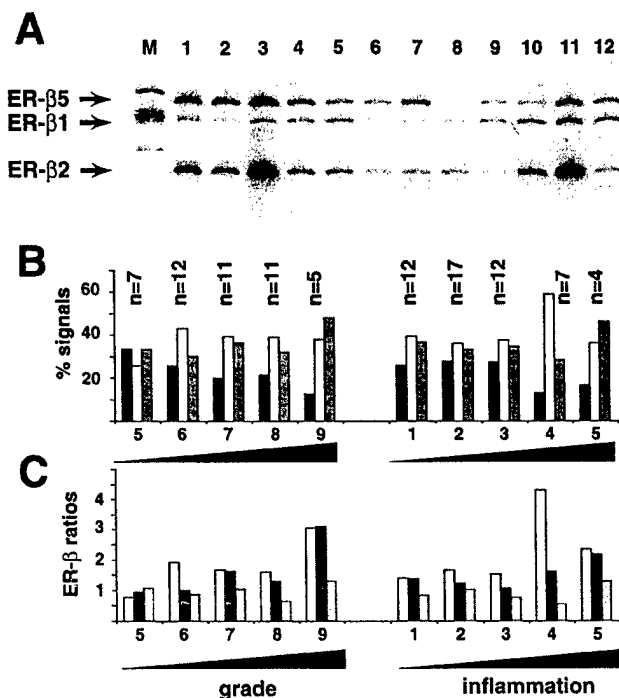 A
M 1 2 3 4 5 6 7 8 9 10 11 12
ER-β5
ER-β1
ER-β2
B
n=7 n=12 n=11 n=11 n=5 n=12 n=17 n=12 n=7 n=4
% signals
60
40
20
5 6 7 8 9 1 2 3 4 5
C
ER-β ratios
4
3
2
1
5 6 7 8 9 1 2 3 4 5
grade inflammation